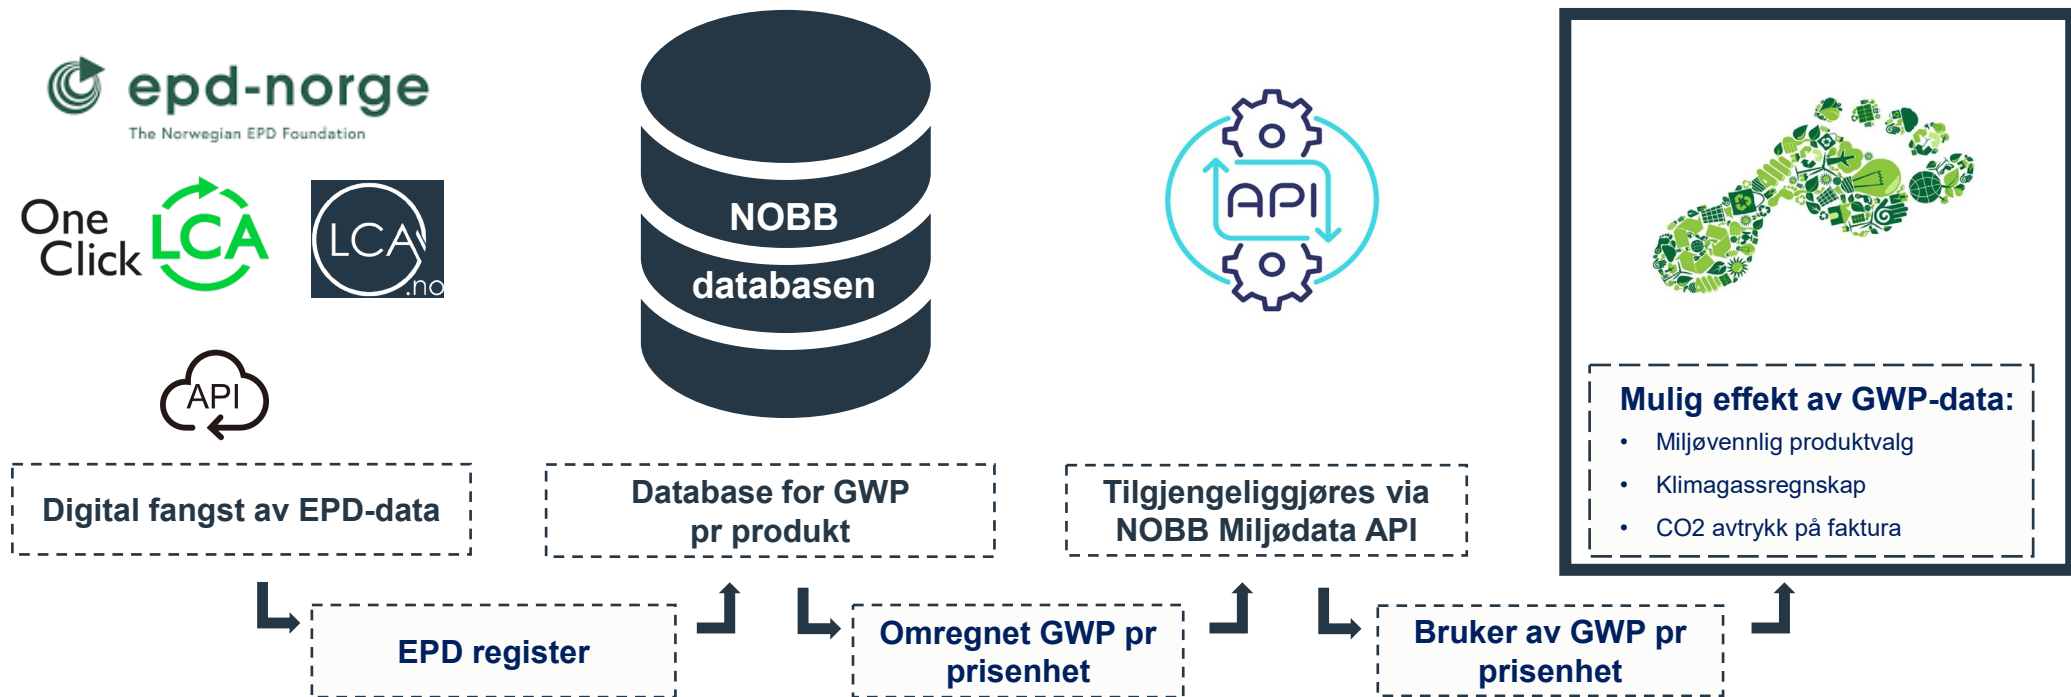 epd-norge
The Norwegian EPD Foundation
One
Click
LCA
LCA
.no
API
Digital fangst av EPD-data
EPD register
NOBB
databasen
Database for GWP
pr produkt
Omregnet GWP pr
prisenhet
API
Tilgjengeliggjøres via
NOBB Miljødata API
Bruker av GWP pr
prisenhet
Mulig effekt av GWP-data:
• Miljøvennlig produktvalg
• Klimagassregnskap
• CO2 avtrykk på faktura